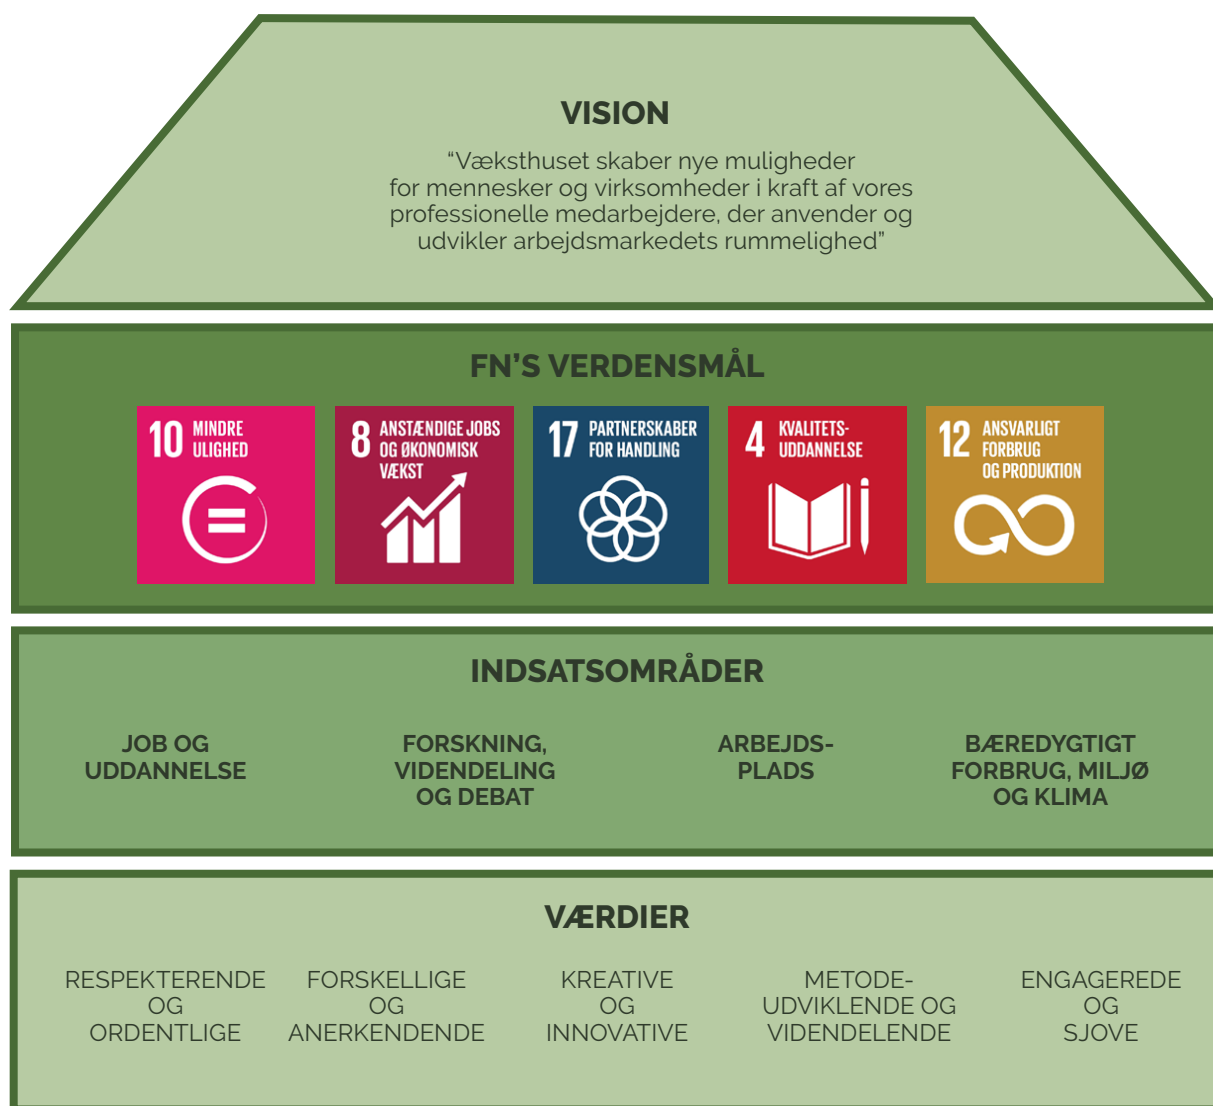 VISION
“Væksthuset skaber nye muligheder
for mennesker og virksomheder i kraft af vores
professionelle medarbejdere, der anvender og
udvikler arbejdsmarkedets rummelighed”
FN’S VERDENSMÅL
10 MINDRE
ULIGHED
8 ANSTÆNDIGE JOBS
OG ØKONOMISK
VÆKST
17 PARTNERSKABER
FOR HANDLING
4 KVALITETS-
UDDANNELSE
12 ANSVARLIGT
FORBRUG
OG PRODUKTION
INDSATSOMRÅDER
JOB OG
UDDANNELSE
FORSKNING,
VIDENDELING
OG DEBAT
ARBEJDS-
PLADS
BÆREDYGTIGT
FORBRUG, MILJØ
OG KLIMA
VÆRDIER
RESPEKTERENDE
OG
ORDENTLIGE
FORSKELLIGE
OG
ANERKENDENDE
KREATIVE
OG
INNOVATIVE
METODE-
UDVIKLENDE OG
VIDENDELENDE
ENGAGEREDE
OG
SJOVE